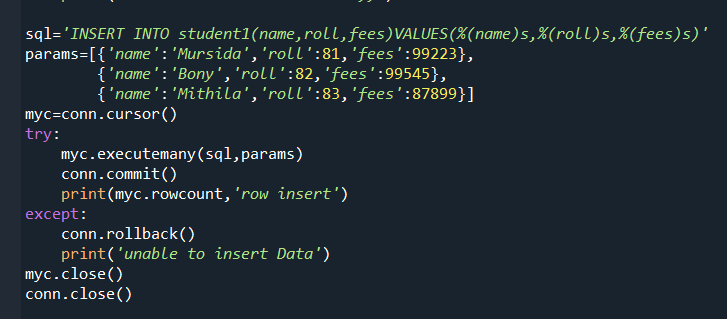 sql='INSERT INTO student1(name,roll,fees)VALUES(%(name)s,%(roll)s,%(fees)s)'
params=[{'name':'Mursida','roll':81,'fees':99223},
        {'name':'Bony','roll':82,'fees':99545},
        {'name':'Mithila','roll':83,'fees':87899}]
myc=conn.cursor()
try:
    myc.executemany(sql,params)
    conn.commit()
    print(myc.rowcount,'row insert')
except:
    conn.rollback()
    print('unable to insert Data')
myc.close()
conn.close()